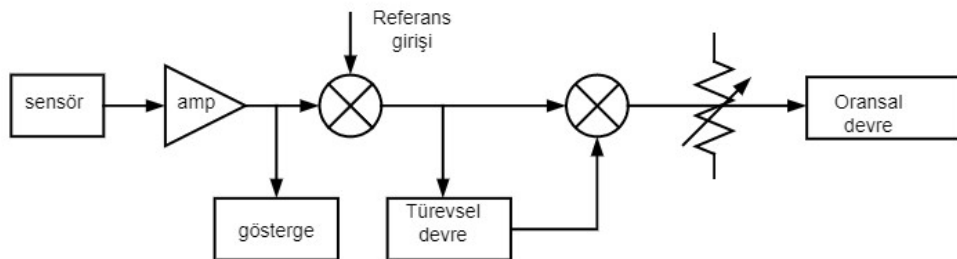 Referans
girişi
sensör
amp
Oransal
devre
gösterge
Türevsel
devre